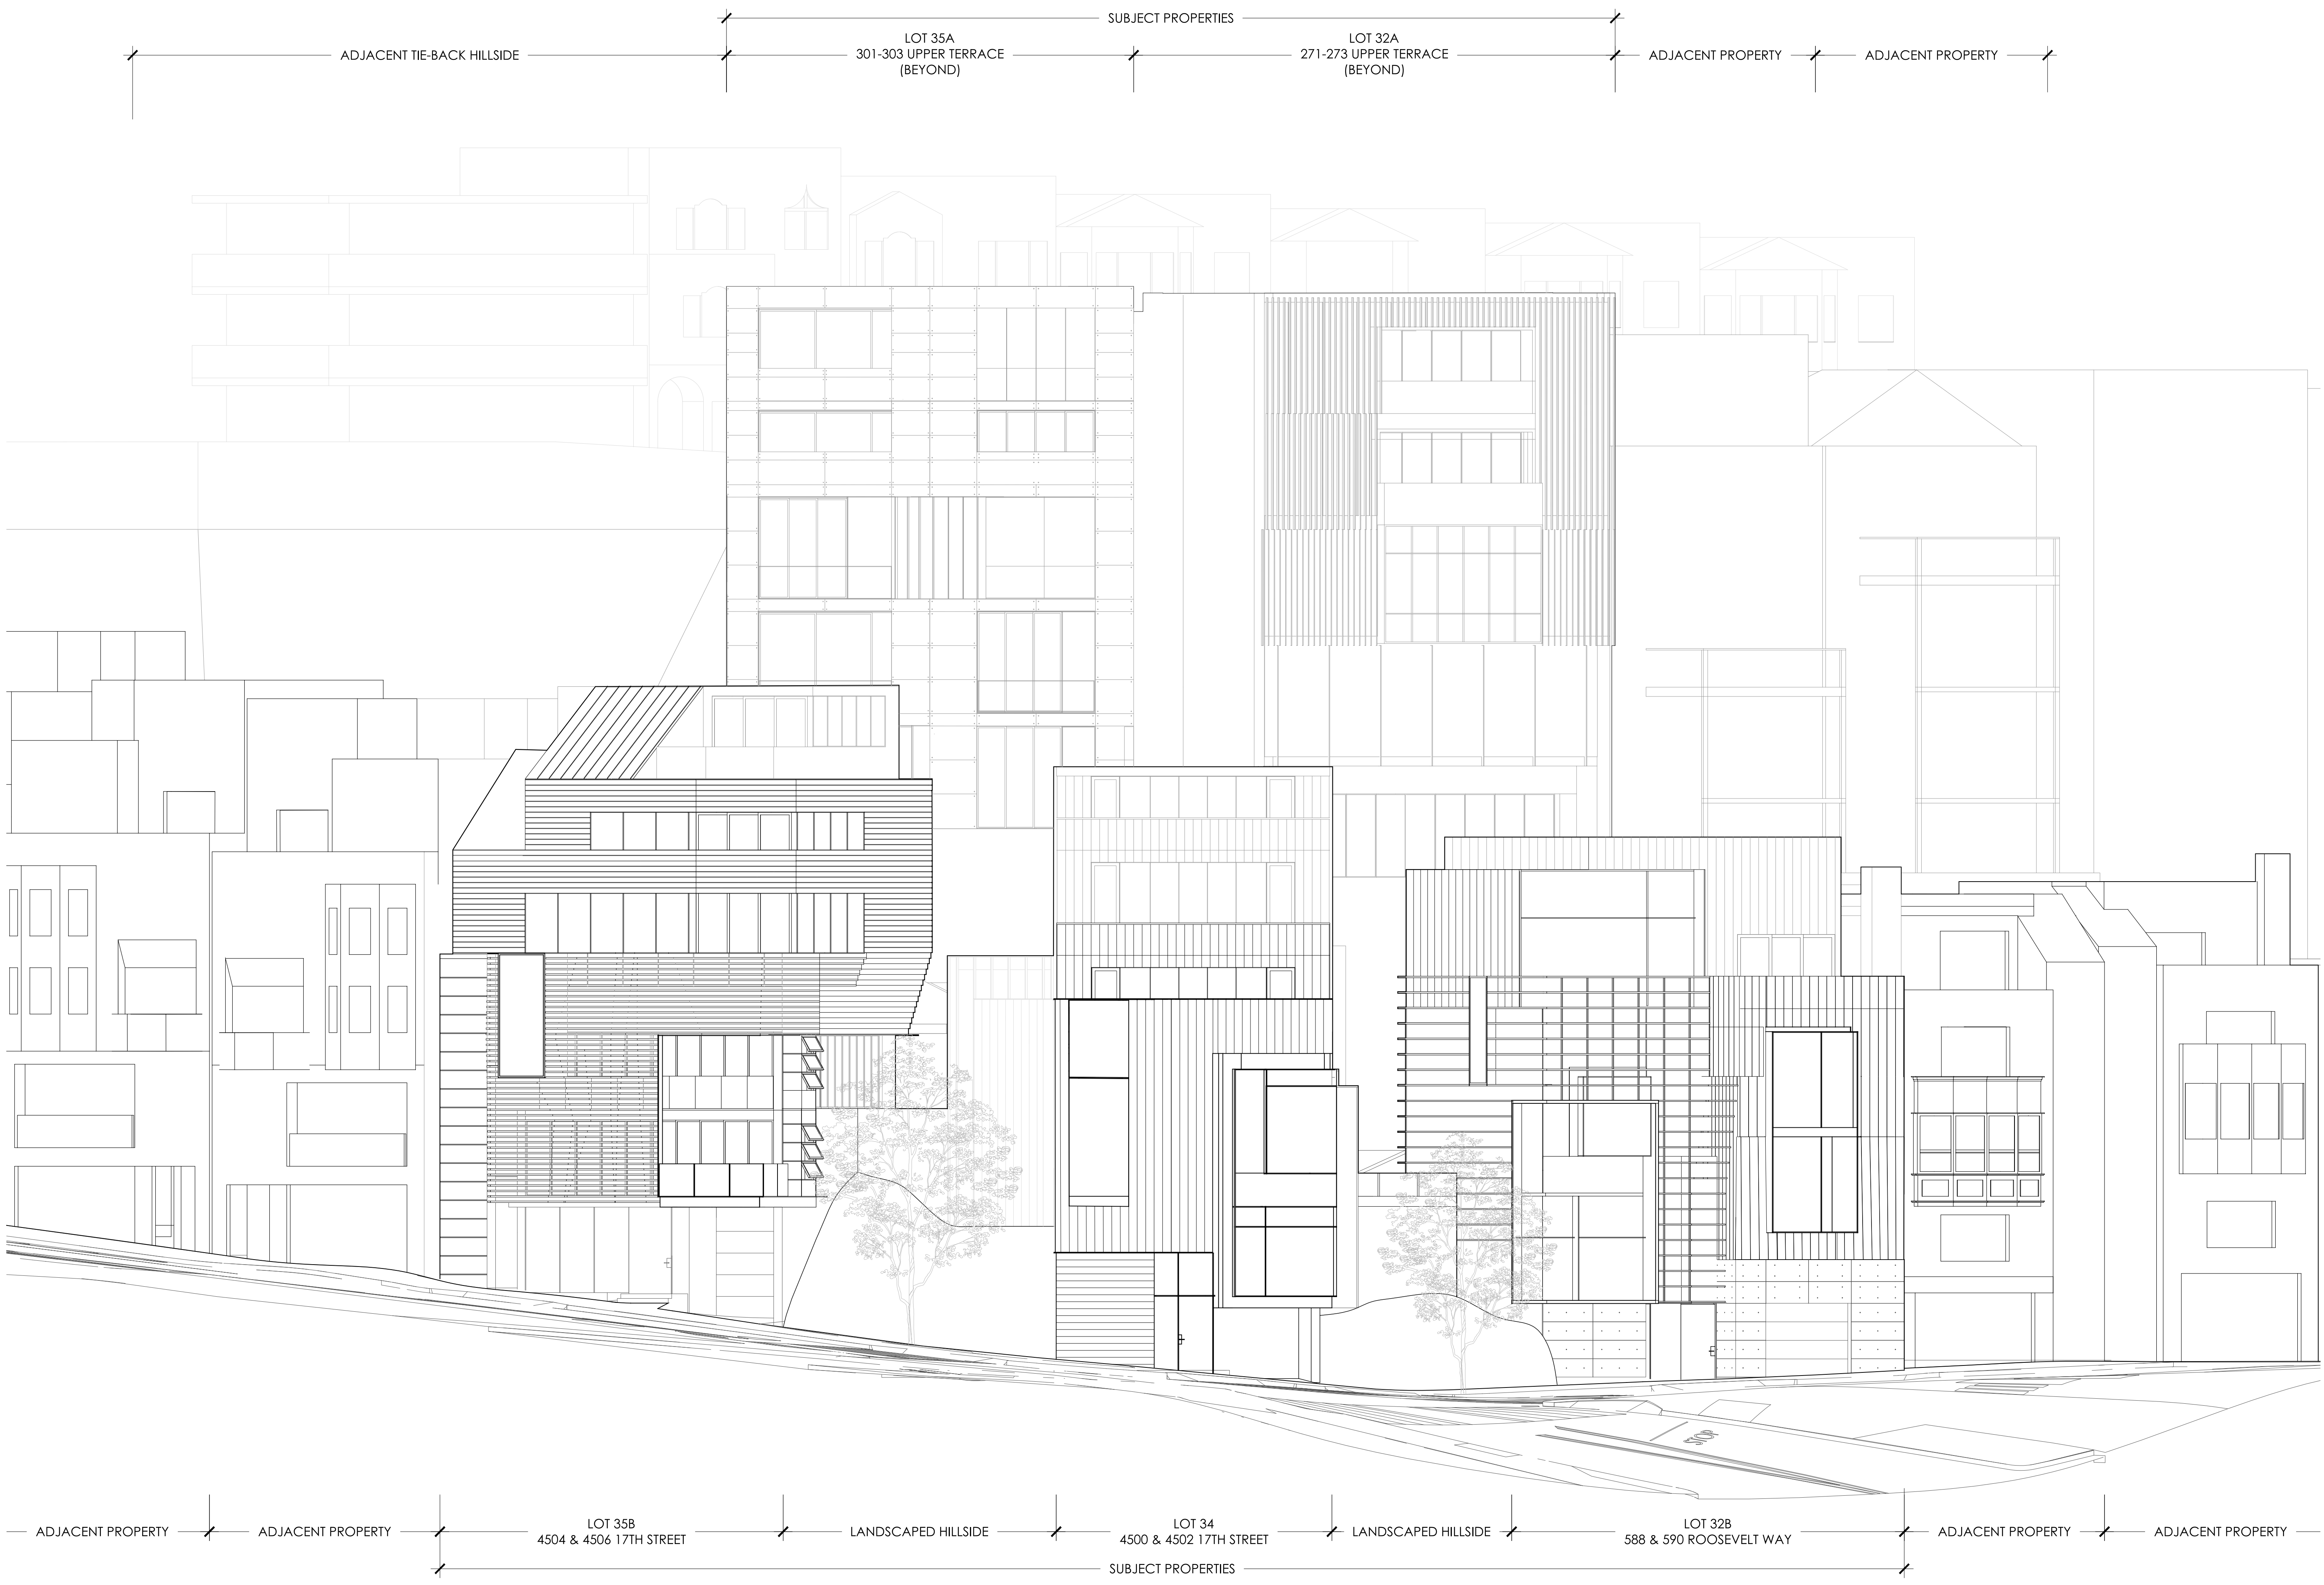 SUBJECT PROPERTIES
ADJACENT TIE-BACK HILLSIDE
LOT 35A
301-303 UPPER TERRACE
(BEYOND)
LOT 32A
271-273 UPPER TERRACE
(BEYOND)
ADJACENT PROPERTY
ADJACENT PROPERTY
STOP
ADJACENT PROPERTY
ADJACENT PROPERTY
LOT 35B
4504 & 4506 17TH STREET
LANDSCAPED HILLSIDE
LOT 34
4500 & 4502 17TH STREET
LANDSCAPED HILLSIDE
LOT 32B
588 & 590 ROOSEVELT WAY
ADJACENT PROPERTY
ADJACENT PROPERTY
SUBJECT PROPERTIES